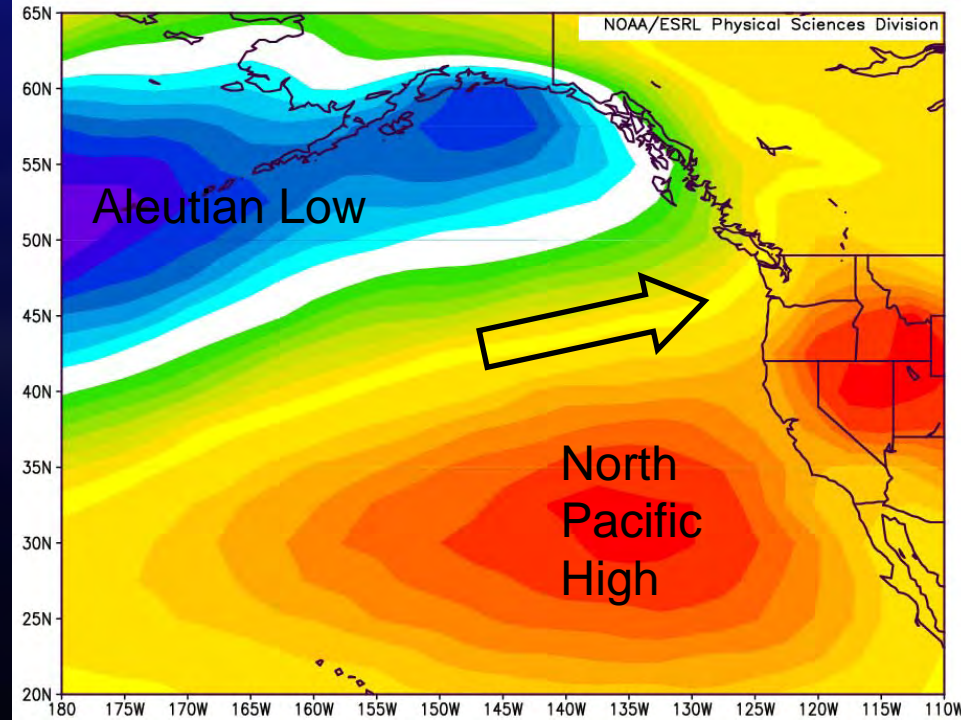 NOAA/ESRL Physical Sciences Division
65N
60N
55N
50N
45N
40N
35N
30N
25N
20N
Aleutian Low
North
Pacific
High
180 175W 170W 165W 160W 155W 150W 145W 140W 135W 130W 125W 120W 115W 110W